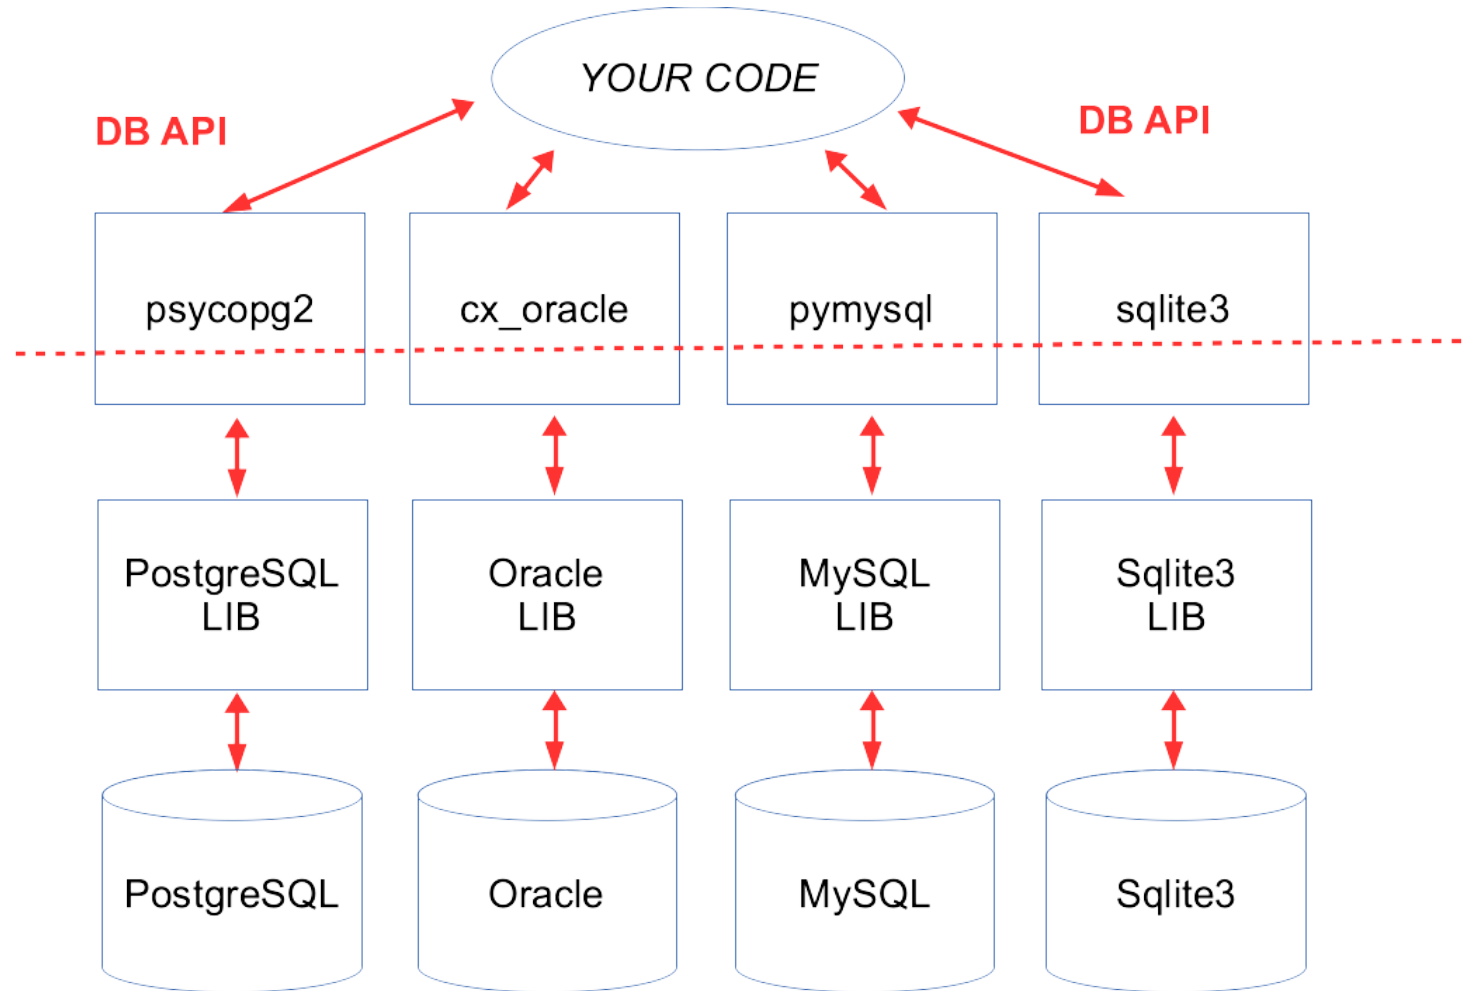 YOUR CODE
DB API
DB API
psycopg2
cx_oracle
pymysql
sqlite3
PostgreSQL
LIB
Oracle
LIB
MySQL
LIB
Sqlite3
LIB
PostgreSQL
Oracle
MySQL
Sqlite3